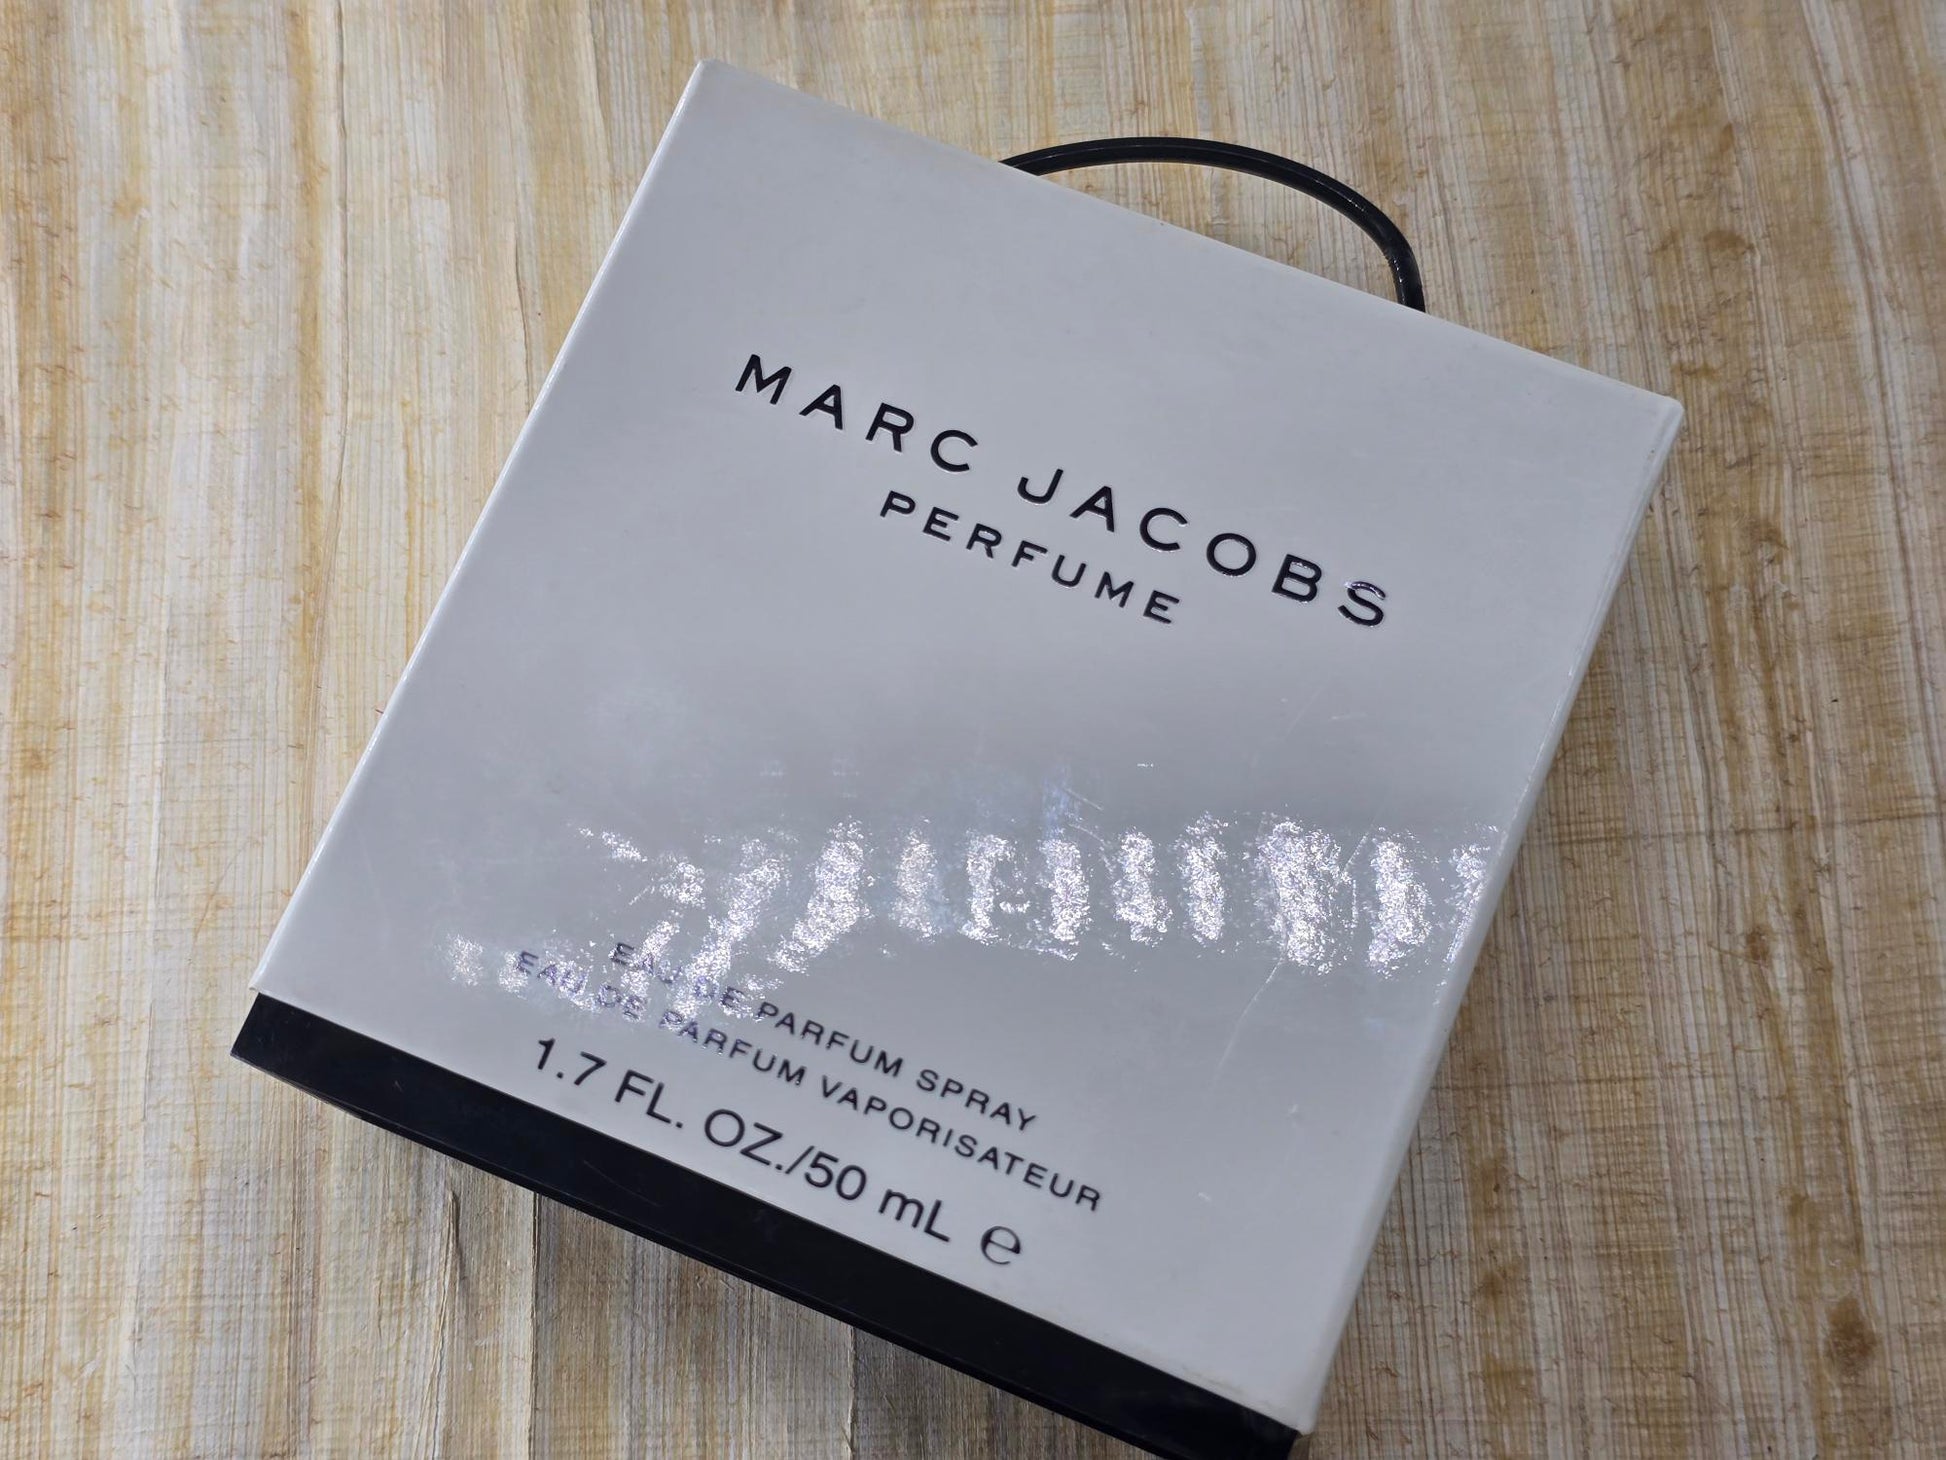 MARC JACOBS
PERFUME
EAU DE PARFUM SPRAY
EAU DE PARFUM VAPORISATEUR
1.7 FL. OZ./50 mL ℮